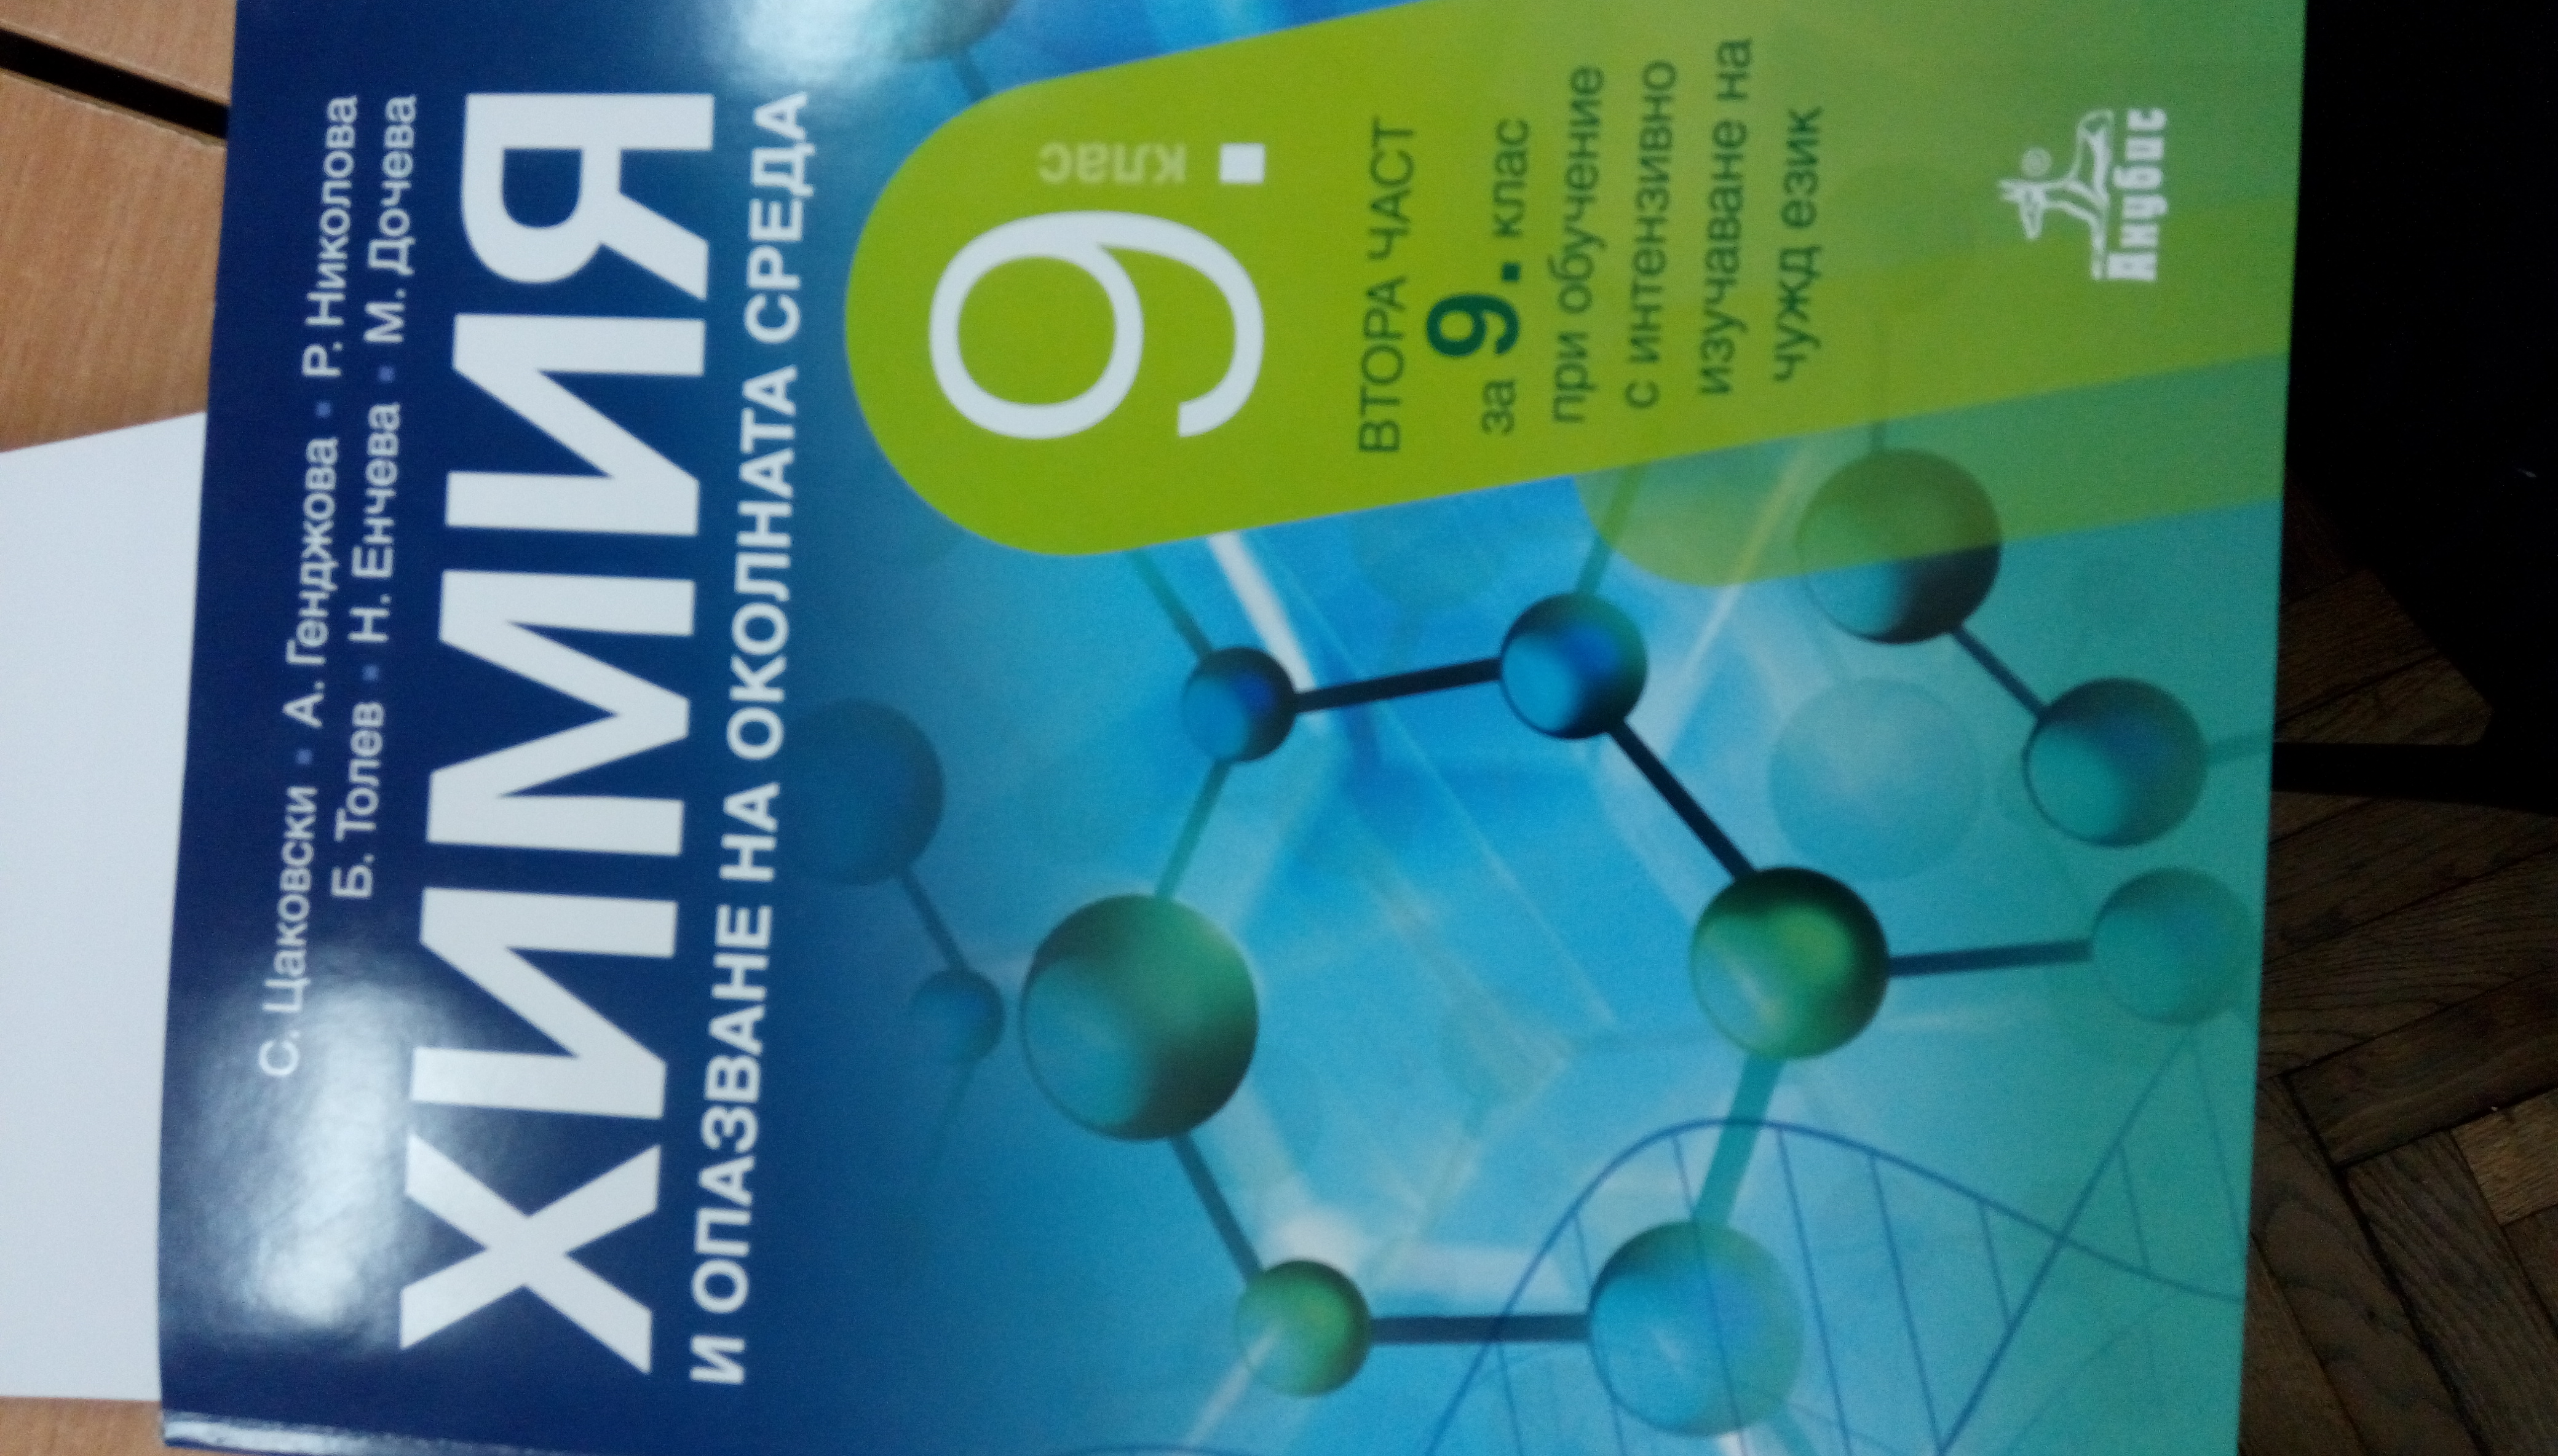 С. Цаковски ▪ А. Генджова ▪ Р. Николова
Б. Толев ▪ Н. Енчева ▪ М. Дочева
ХИМИЯ
И ОПАЗВАНЕ НА ОКОЛНАТА СРЕДА
9.
клас
ВТОРА ЧАСТ
за 9. клас
при обучение
с интензивно
изучаване на
чужд език
®
Анубис